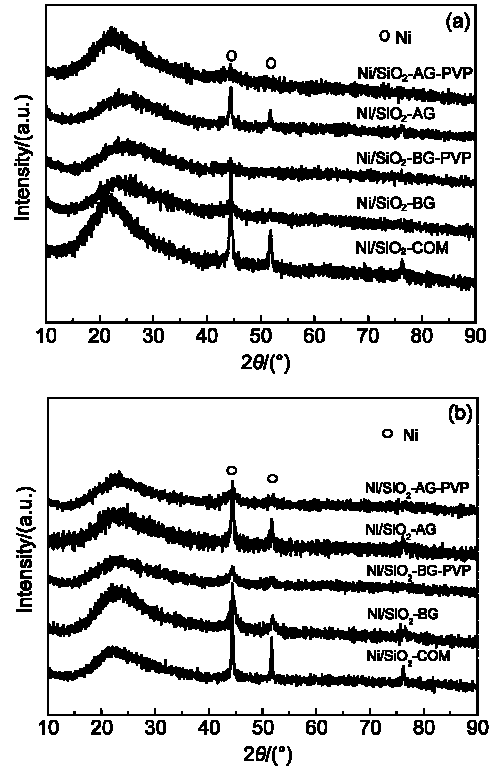 (a)
Ni
Ni/SiO₂-AG-PVP
Ni/SiO₂-AG
Ni/SiO₂-BG-PVP
Ni/SiO₂-BG
Ni/SiO₂-COM
Intensity/(a.u.)
10 20 30 40 50 60 70 80 90
2θ/(°)
(b)
Ni
Ni/SiO₂-AG-PVP
Ni/SiO₂-AG
Ni/SiO₂-BG-PVP
Ni/SiO₂-BG
Ni/SiO₂-COM
Intensity/(a.u.)
10 20 30 40 50 60 70 80 90
2θ/(°)